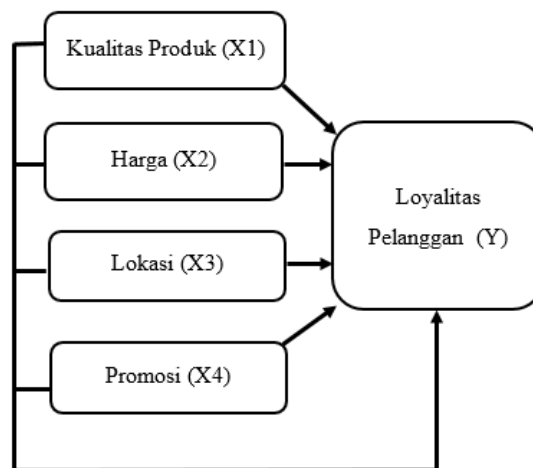 Kualitas Produk (X1)
Harga (X2)
Lokasi (X3)
Promosi (X4)
Loyalitas
Pelanggan (Y)